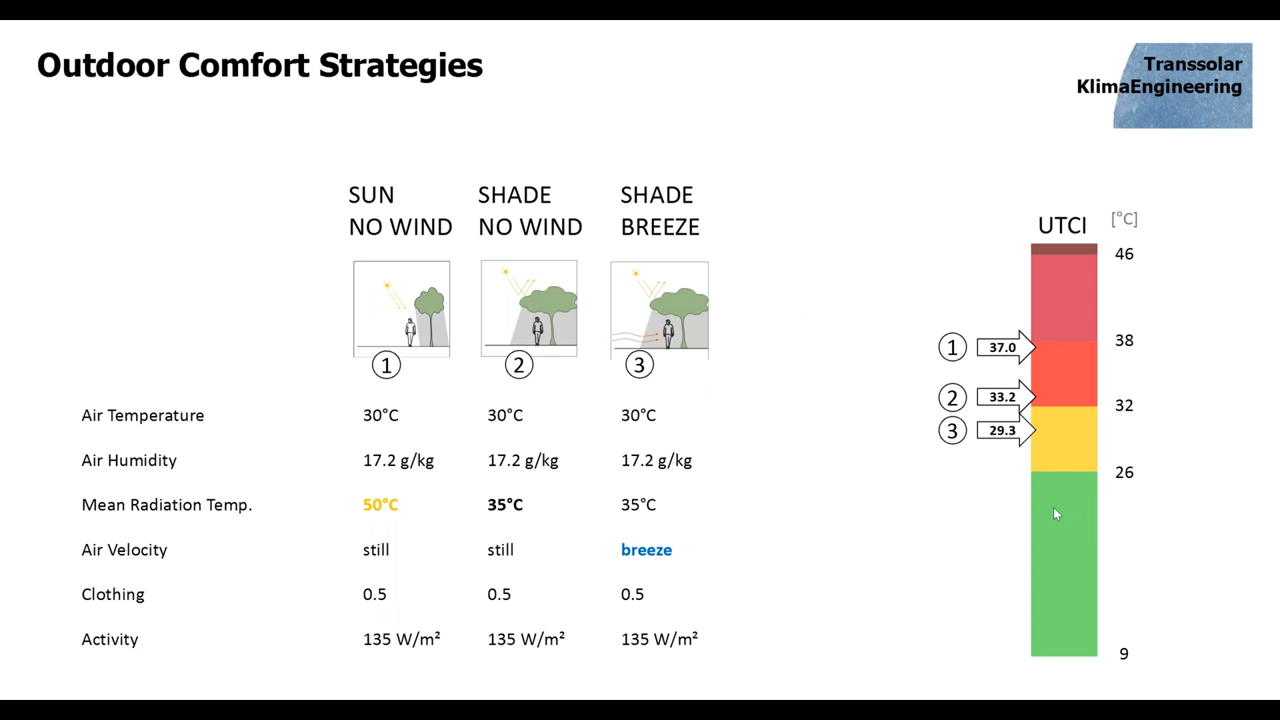 Outdoor Comfort Strategies
Transsolar
KlimaEngineering
SUN
NO WIND
SHADE
NO WIND
SHADE
BREEZE
1
2
3
Air Temperature 30°C 30°C 30°C
Air Humidity 17.2 g/kg 17.2 g/kg 17.2 g/kg
Mean Radiation Temp. 50°C 35°C 35°C
Air Velocity still still breeze
Clothing 0.5 0.5 0.5
Activity 135 W/m² 135 W/m² 135 W/m²
UTCI [°C]
46
38
1 37.0
2 33.2
32
3 29.3
26
9